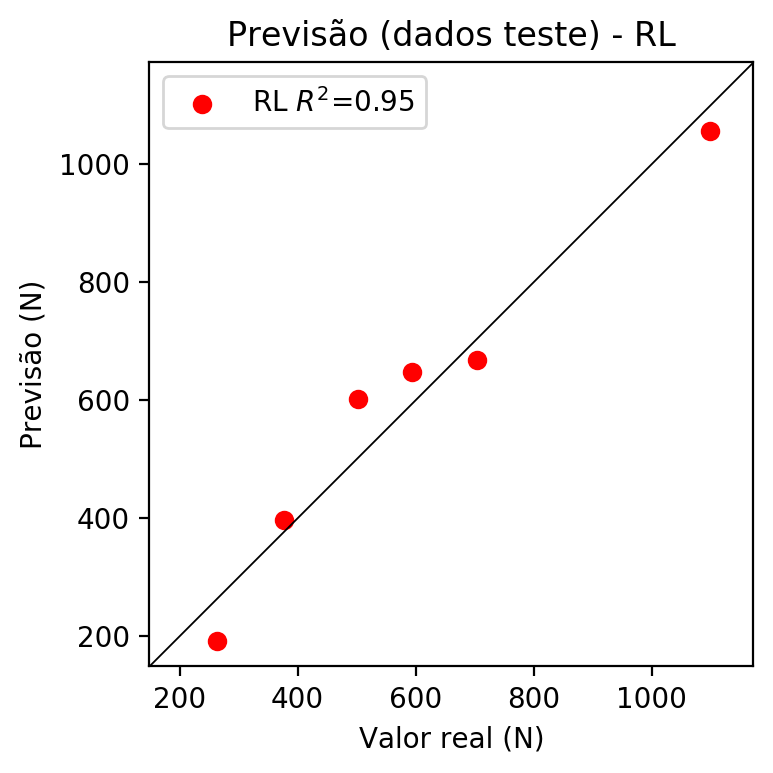 Previsão (dados teste) - RL
RL R²=0.95
Previsão (N)
1000
800
600
400
200
200 400 600 800 1000
Valor real (N)